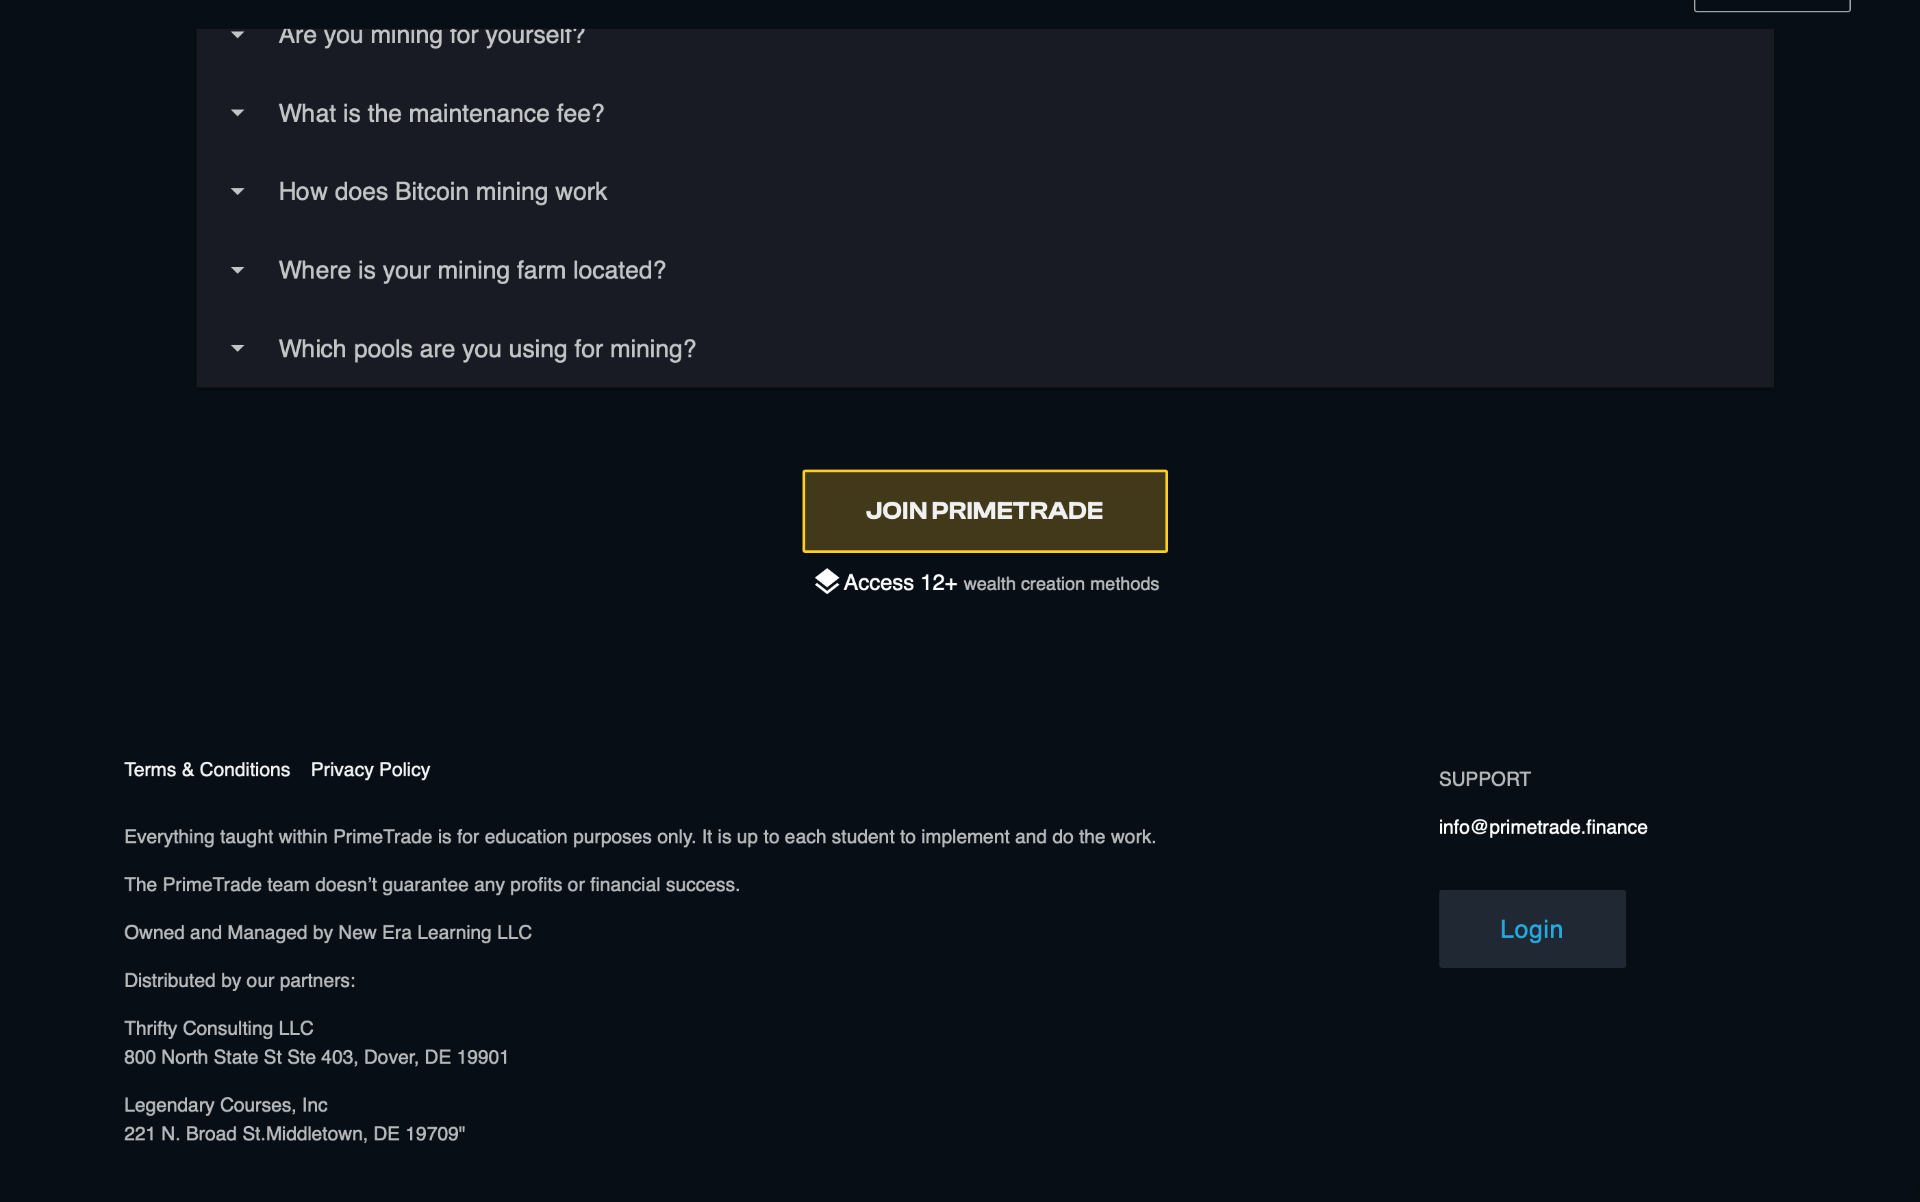 Are you mining for yourself?
What is the maintenance fee?
How does Bitcoin mining work
Where is your mining farm located?
Which pools are you using for mining?
JOIN PRIMETRADE
Access 12+ wealth creation methods
Terms & Conditions Privacy Policy
Everything taught within PrimeTrade is for education purposes only. It is up to each student to implement and do the work.
The PrimeTrade team doesn’t guarantee any profits or financial success.
Owned and Managed by New Era Learning LLC
Distributed by our partners:
Thrifty Consulting LLC
800 North State St Ste 403, Dover, DE 19901
Legendary Courses, Inc
221 N. Broad St.Middletown, DE 19709"
SUPPORT
info@primetrade.finance
Login